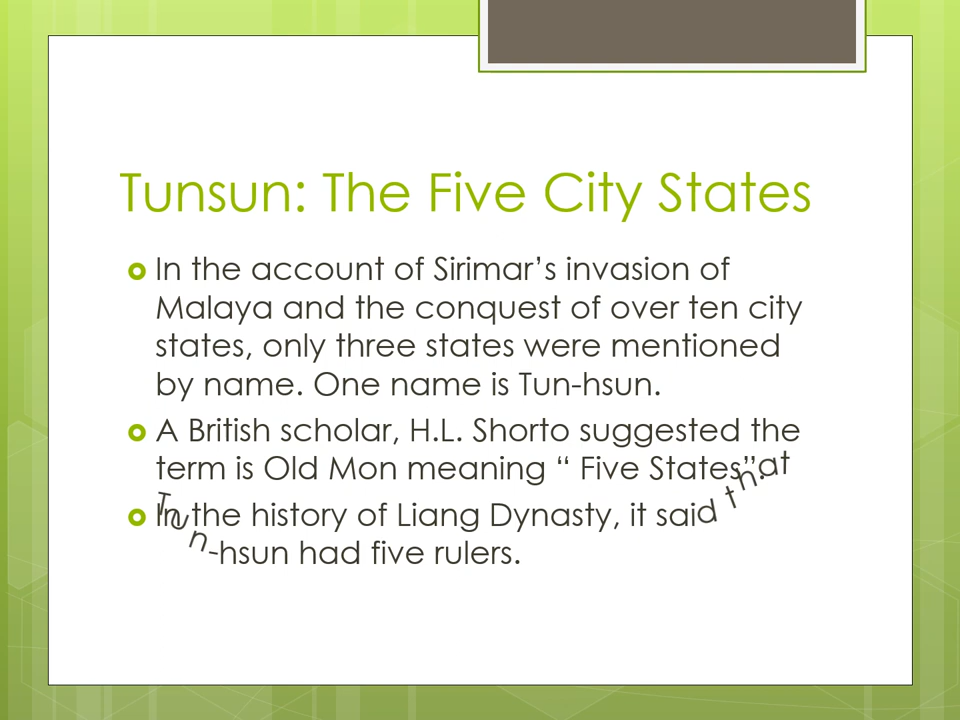 Tunsun: The Five City States
In the account of Sirimar’s invasion of
Malaya and the conquest of over ten city
states, only three states were mentioned
by name. One name is Tun-hsun.
A British scholar, H.L. Shorto suggested the
term is Old Mon meaning “ Five States”.
In the history of Liang Dynasty, it said that
Tun-hsun had five rulers.